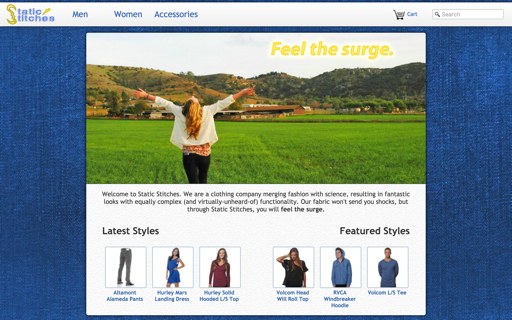 Static Stitches
Men
Women
Accessories
Cart
Search
Feel the surge.
Welcome to Static Stitches. We are a clothing company merging fashion with science, resulting in fantastic
looks with equally complex (and virtually-unheard-of) functionality. Our fabric won't send you shocks, but
through Static Stitches, you will feel the surge.
Latest Styles
Featured Styles
Altamont
Alameda Pants
Hurley Mars
Landing Dress
Hurley Solid
Hooded L/S Top
Volcom Head
Will Roll Top
RVCA
Windbreaker
Hoodie
Volcom L/S Tee